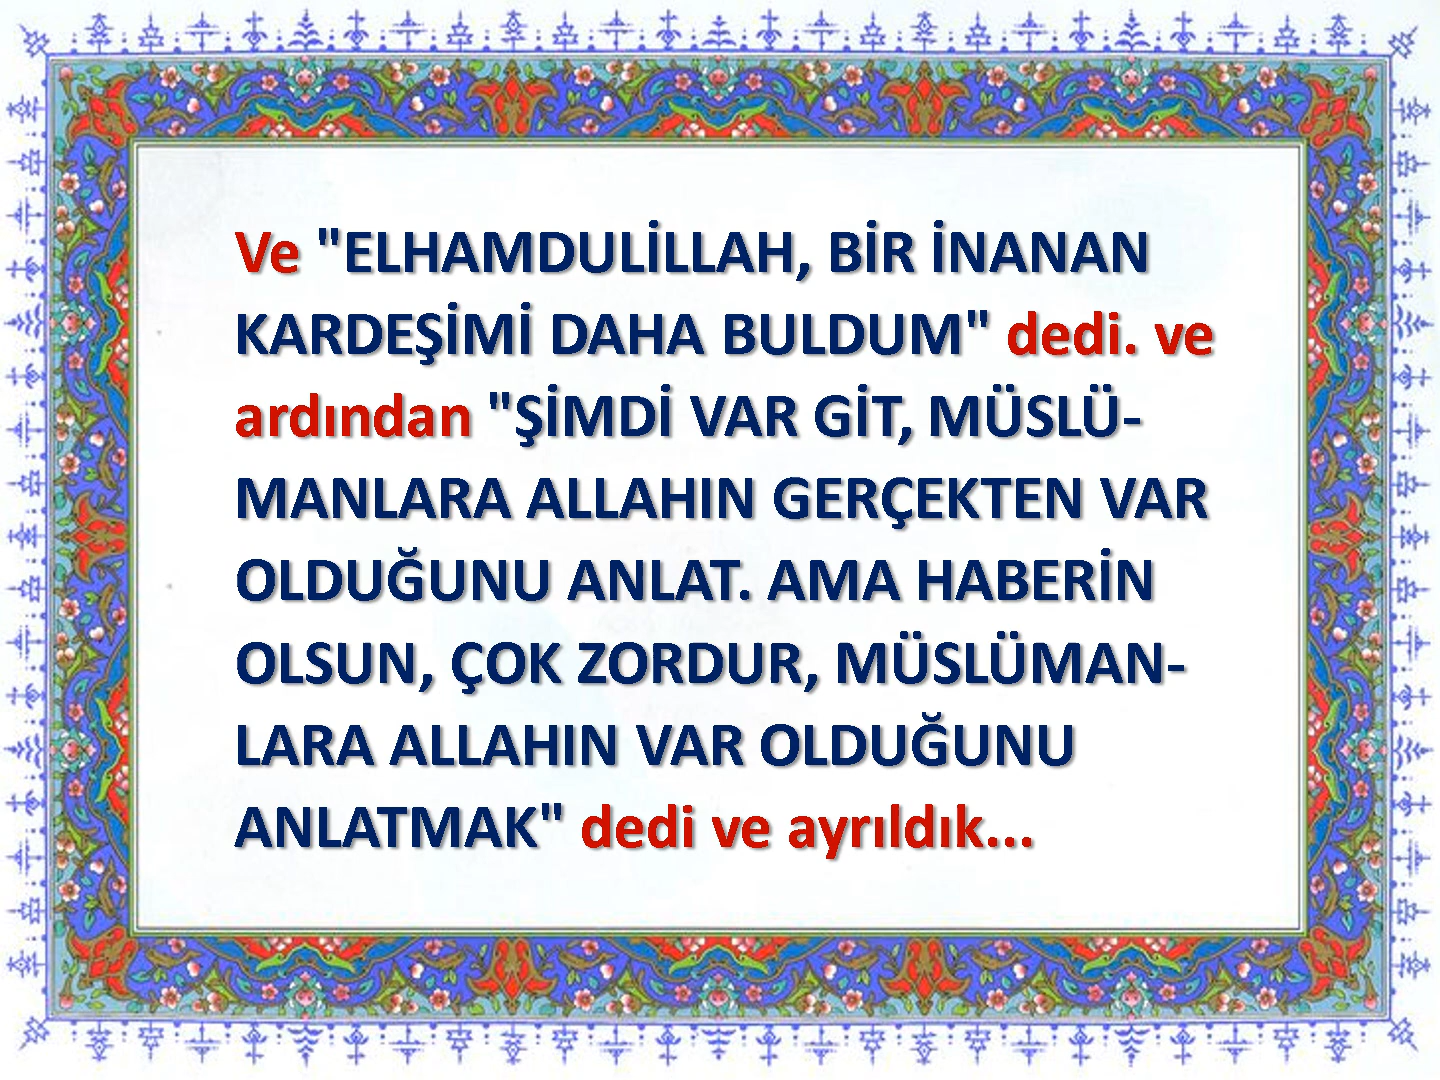 Ve "ELHAMDULİLLAH, BİR İNANAN
KARDEŞİMİ DAHA BULDUM" dedi. ve
ardından "ŞİMDİ VAR GİT, MÜSLÜ-
MANLARA ALLAHIN GERÇEKTEN VAR
OLDUĞUNU ANLAT. AMA HABERİN
OLSUN, ÇOK ZORDUR, MÜSLÜMAN-
LARA ALLAHIN VAR OLDUĞUNU
ANLATMAK" dedi ve ayrıldık...